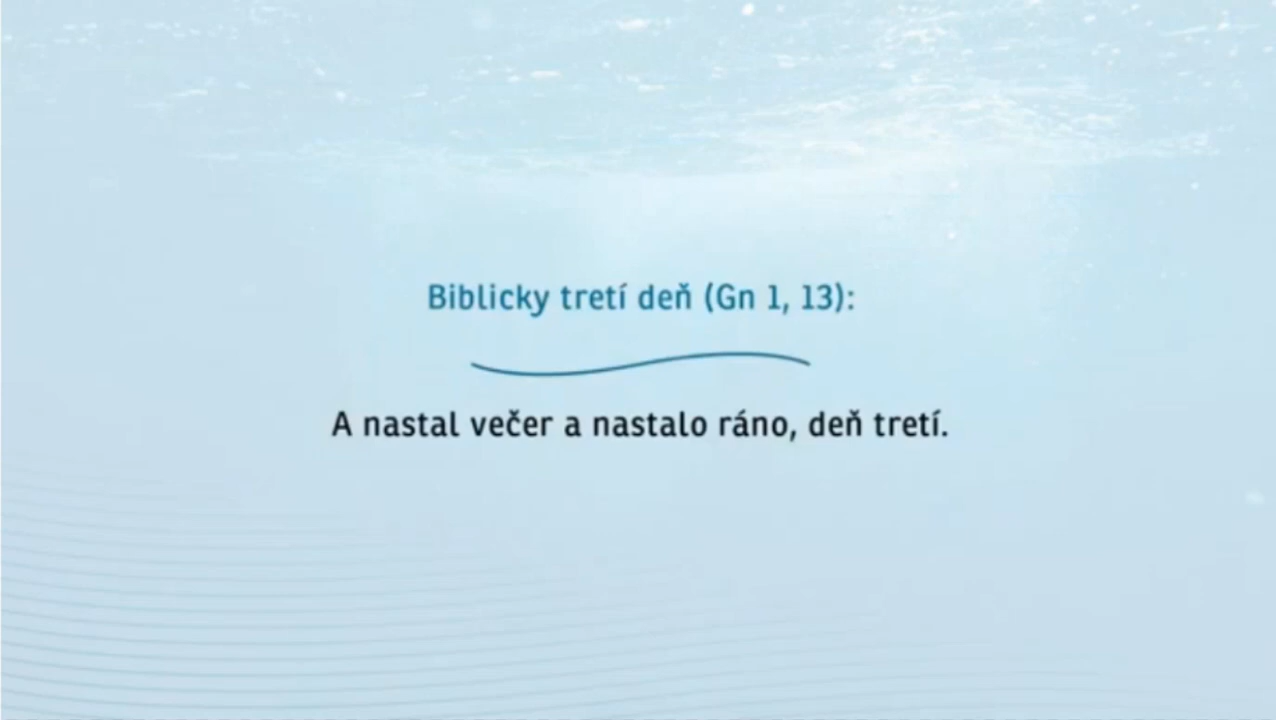 Biblicky tretí deň (Gn 1, 13):
A nastal večer a nastalo ráno, deň tretí.